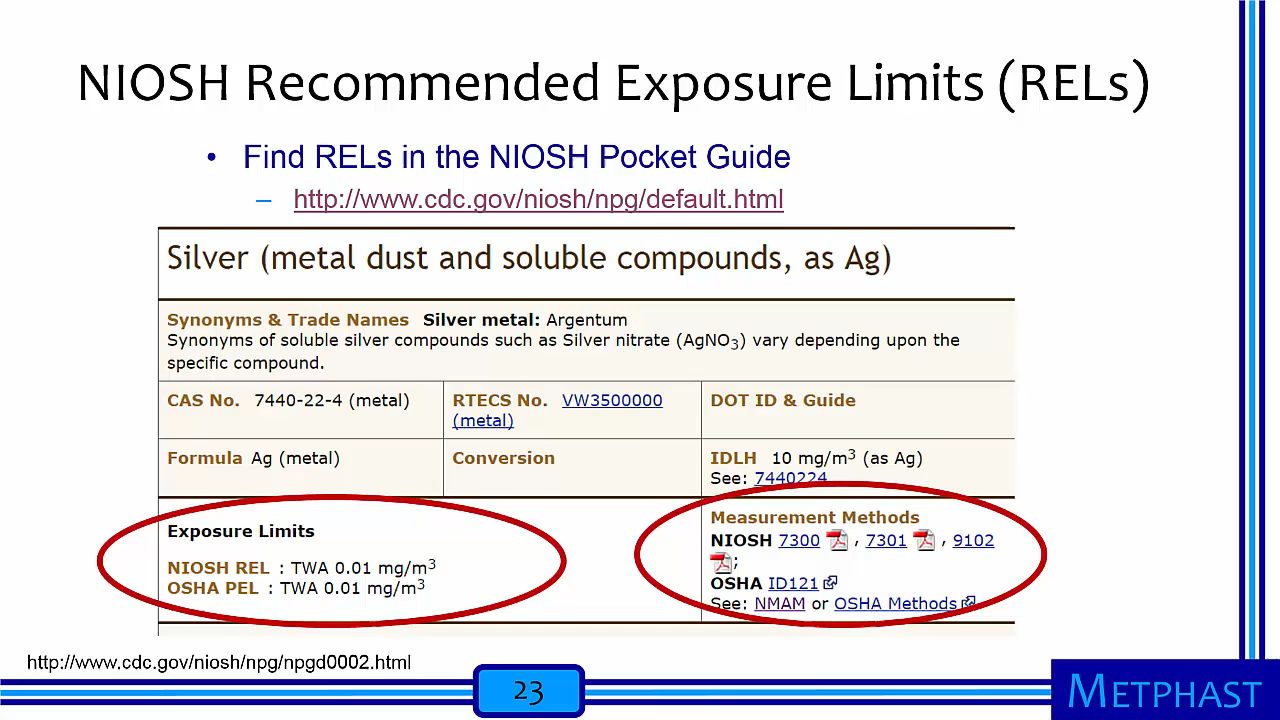 NIOSH Recommended Exposure Limits (RELs)
• Find RELs in the NIOSH Pocket Guide
– http://www.cdc.gov/niosh/npg/default.html
Silver (metal dust and soluble compounds, as Ag)
Synonyms & Trade Names Silver metal: Argentum
Synonyms of soluble silver compounds such as Silver nitrate (AgNO₃) vary depending upon the
specific compound.
CAS No. 7440-22-4 (metal)
RTECS No. VW3500000
(metal)
DOT ID & Guide
Formula Ag (metal)
Conversion
IDLH 10 mg/m³ (as Ag)
See: 7440224
Exposure Limits
NIOSH REL : TWA 0.01 mg/m³
OSHA PEL : TWA 0.01 mg/m³
Measurement Methods
NIOSH 7300 , 7301 , 9102
;
OSHA ID121
See: NMAM or OSHA Methods
http://www.cdc.gov/niosh/npg/npgd0002.html
23
METPHAST